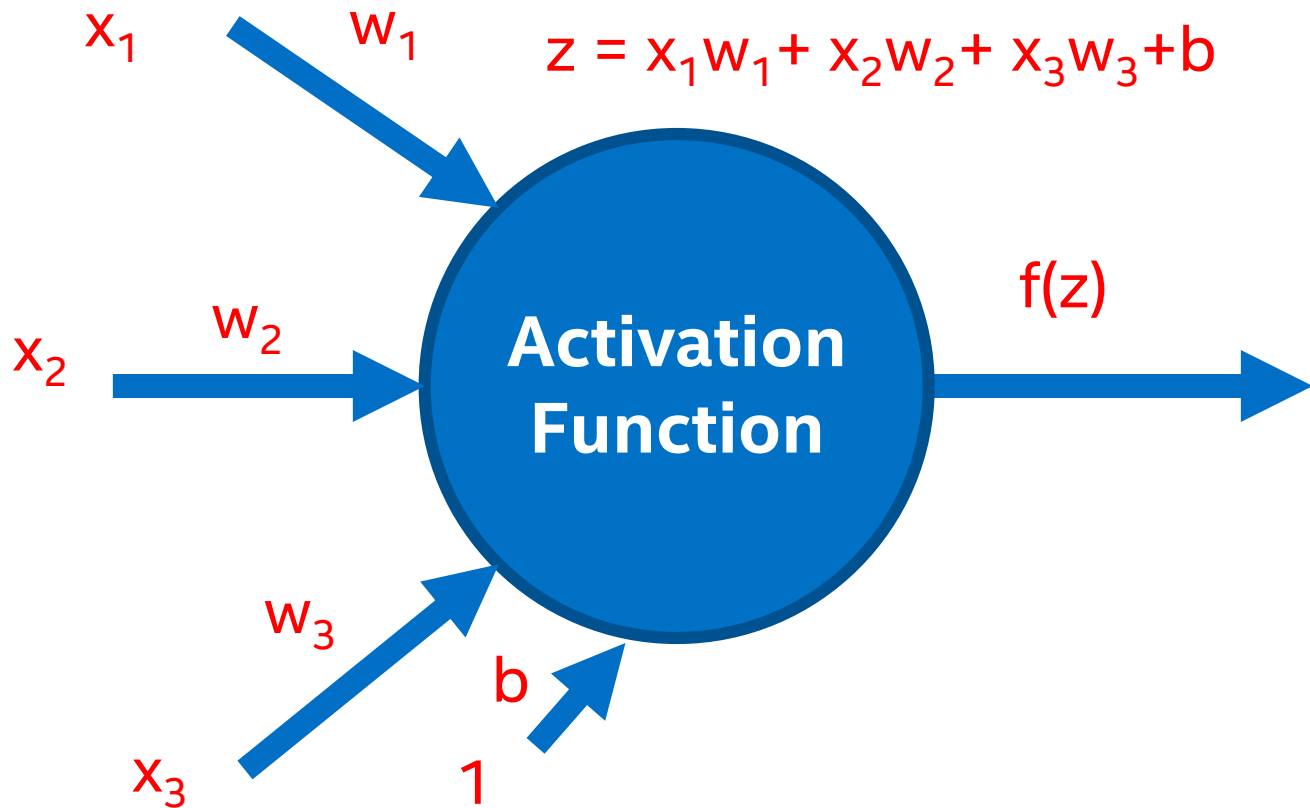 x₁
w₁
z = x₁w₁+ x₂w₂+ x₃w₃+b
x₂
w₂
Activation
Function
f(z)
w₃
x₃
b
1